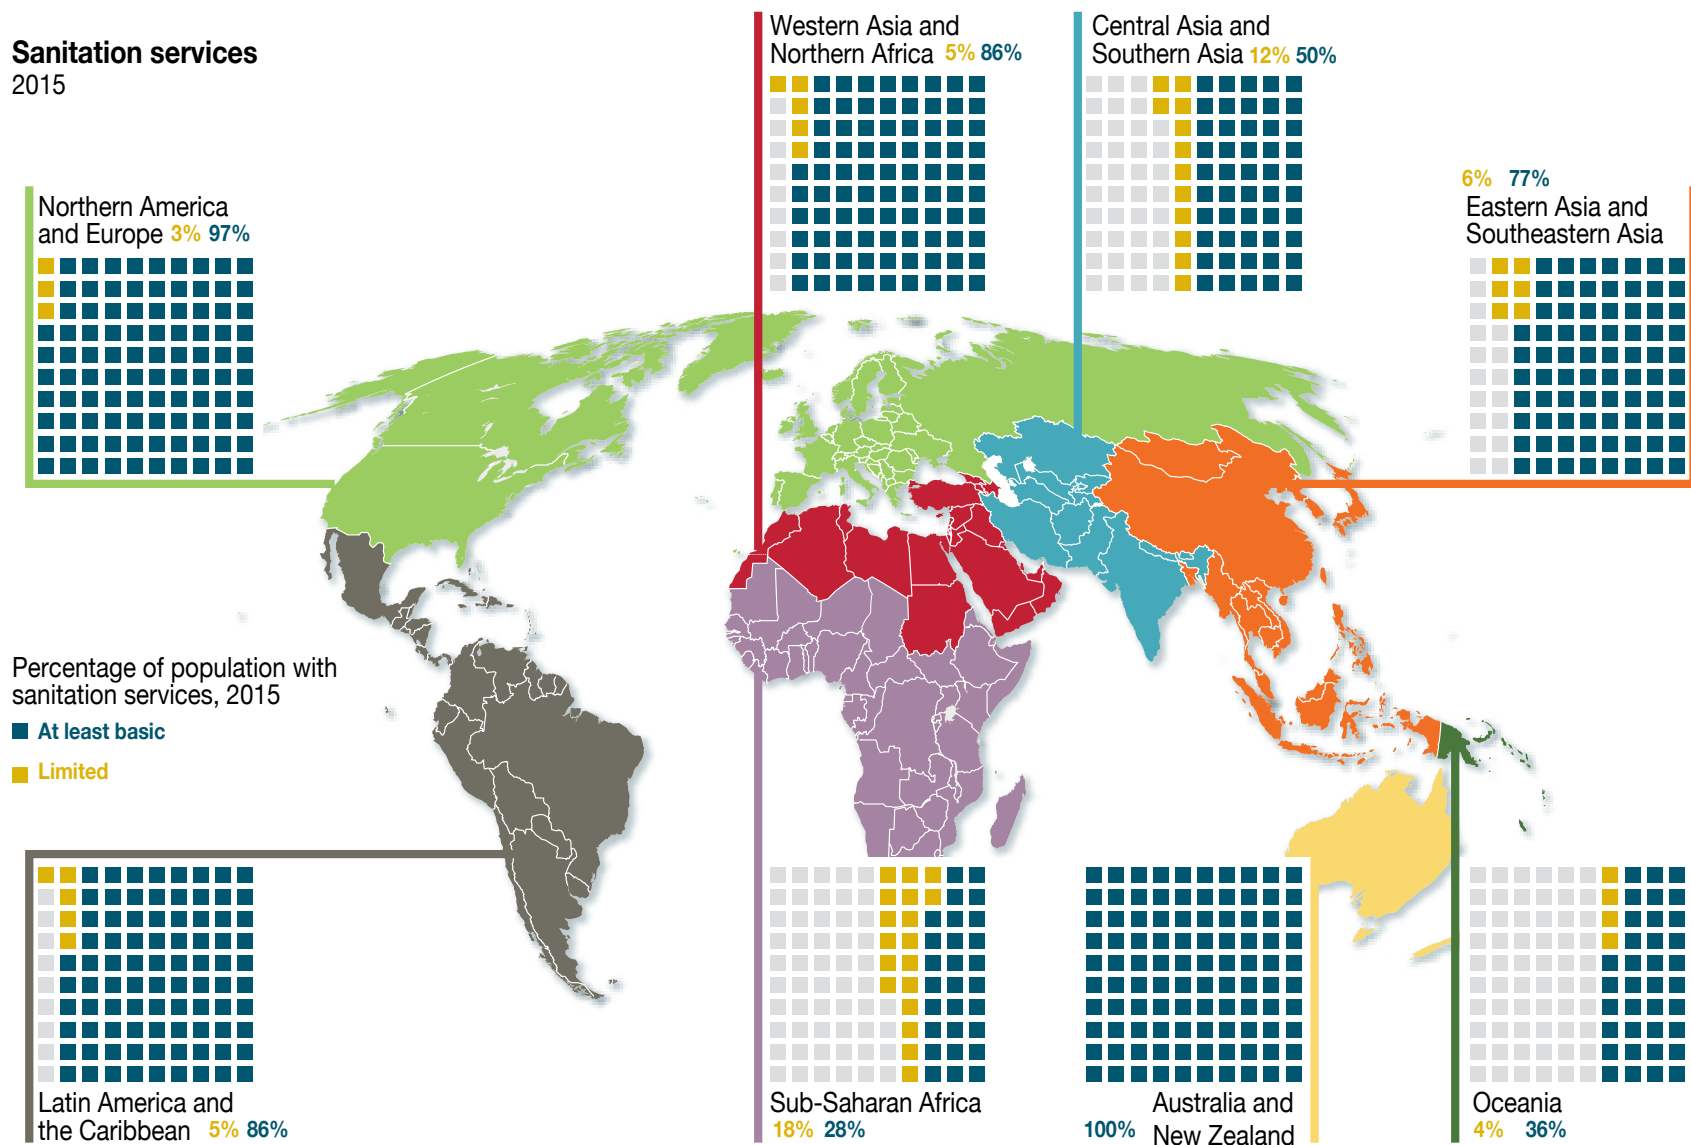 Sanitation services
2015
Western Asia and
Northern Africa 5% 86%
Central Asia and
Southern Asia 12% 50%
6% 77%
Eastern Asia and
Southeastern Asia
Northern America
and Europe 3% 97%
Percentage of population with
sanitation services, 2015
At least basic
Limited
Latin America and
the Caribbean 5% 86%
Sub-Saharan Africa
18% 28%
Australia and
100% New Zealand
Oceania
4% 36%